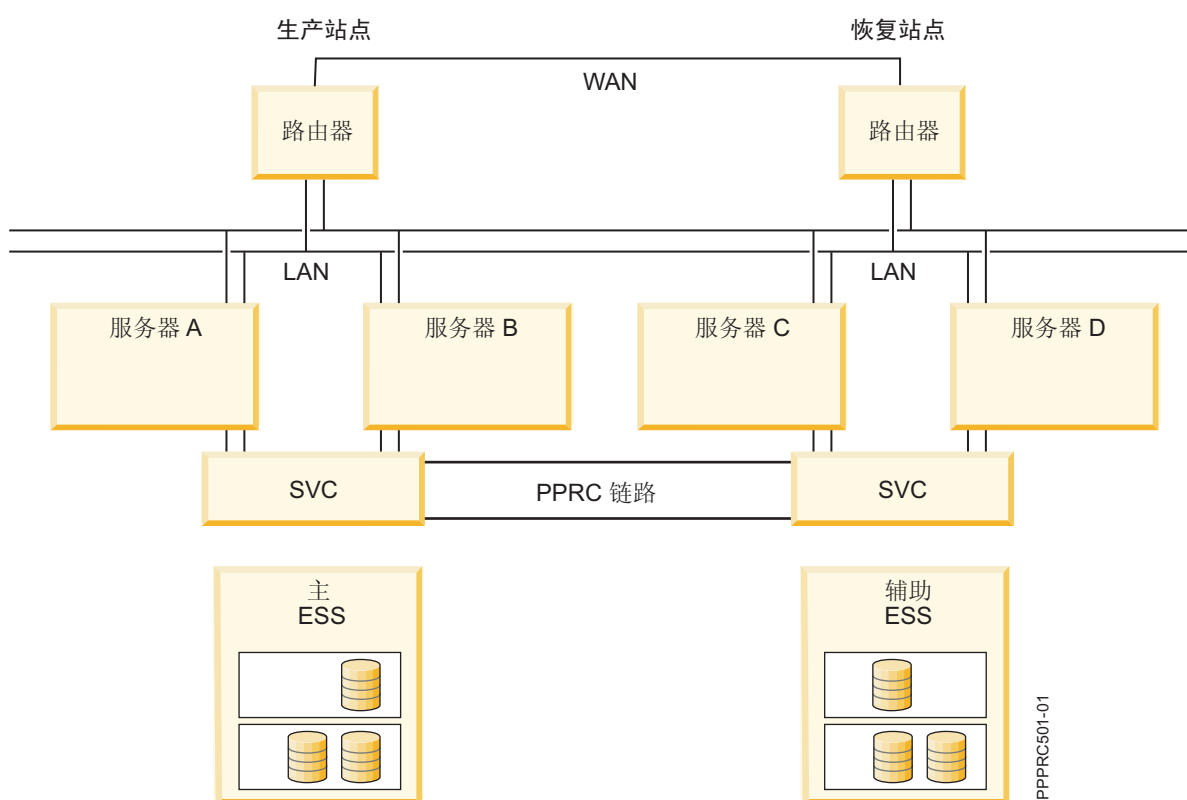 生产站点
恢复站点
WAN
路由器
路由器
LAN
LAN
服务器 A
服务器 B
服务器 C
服务器 D
SVC
PPRC 链路
SVC
主
ESS
辅助
ESS
PPPRC501-01